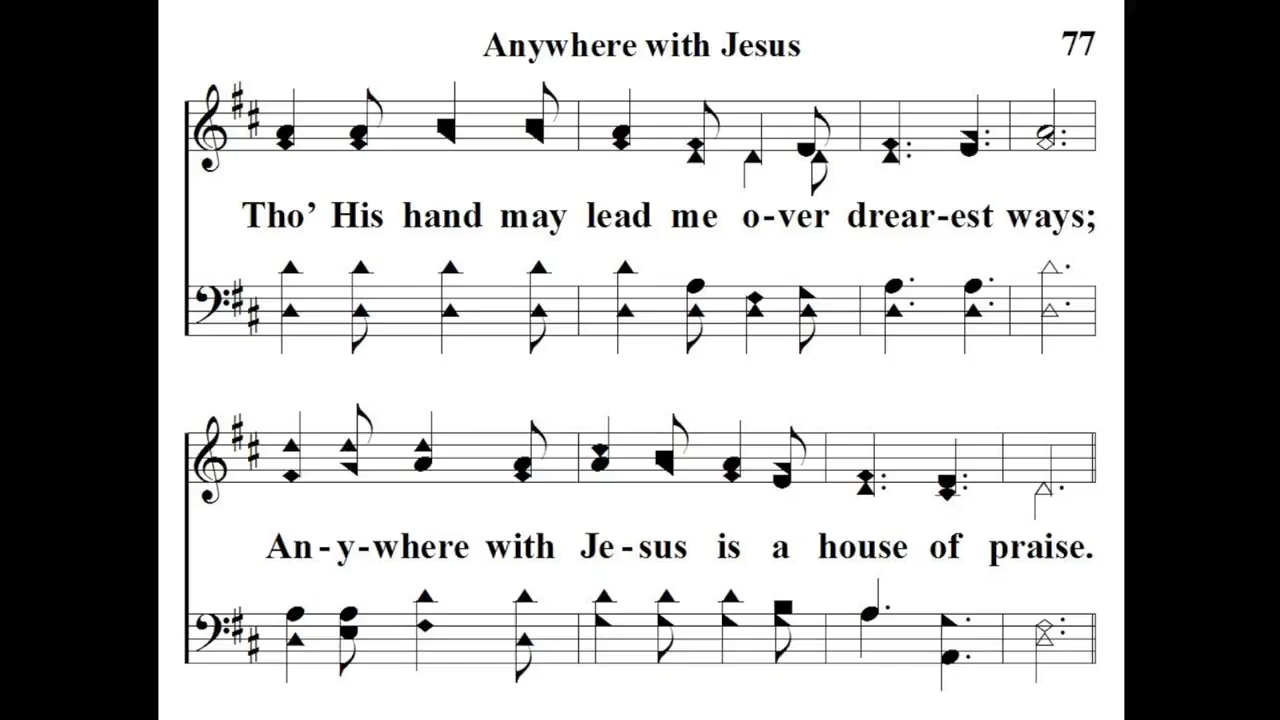 Anywhere with Jesus 77
Tho’ His hand may lead me o-ver drear-est ways;
An-y-where with Je-sus is a house of praise.